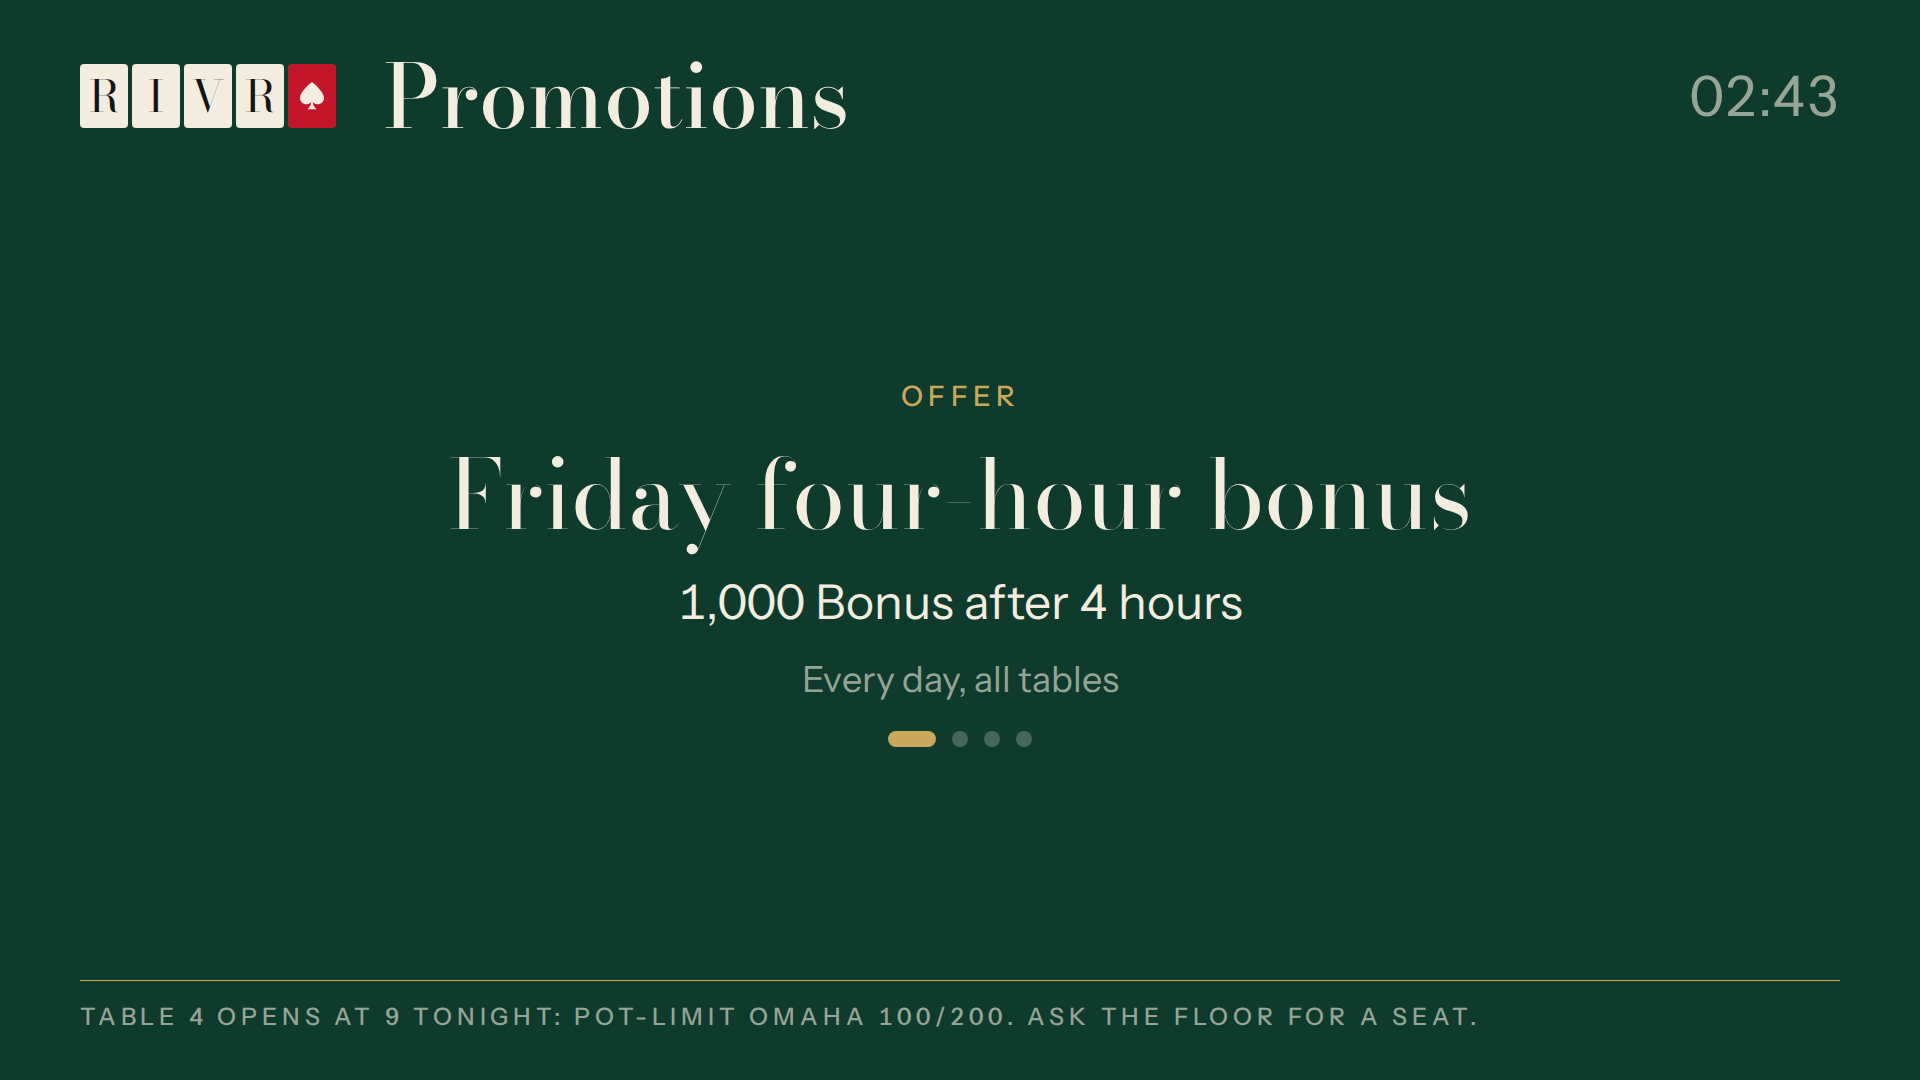 RIVR Promotions
02:43
OFFER
Friday four-hour bonus
1,000 Bonus after 4 hours
Every day, all tables
TABLE 4 OPENS AT 9 TONIGHT: POT-LIMIT OMAHA 100/200. ASK THE FLOOR FOR A SEAT.